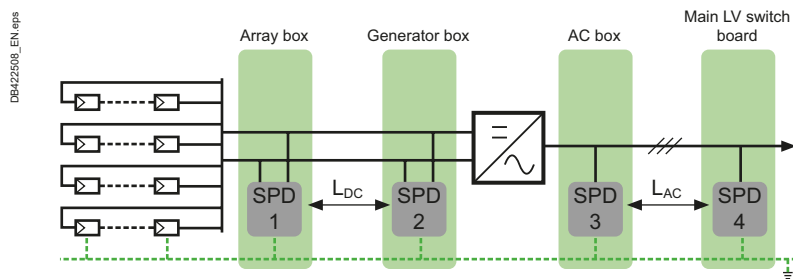 DB422508_EN.eps
Array box
Generator box
AC box
Main LV switch
board
SPD
1
LDC
SPD
2
SPD
3
LAC
SPD
4